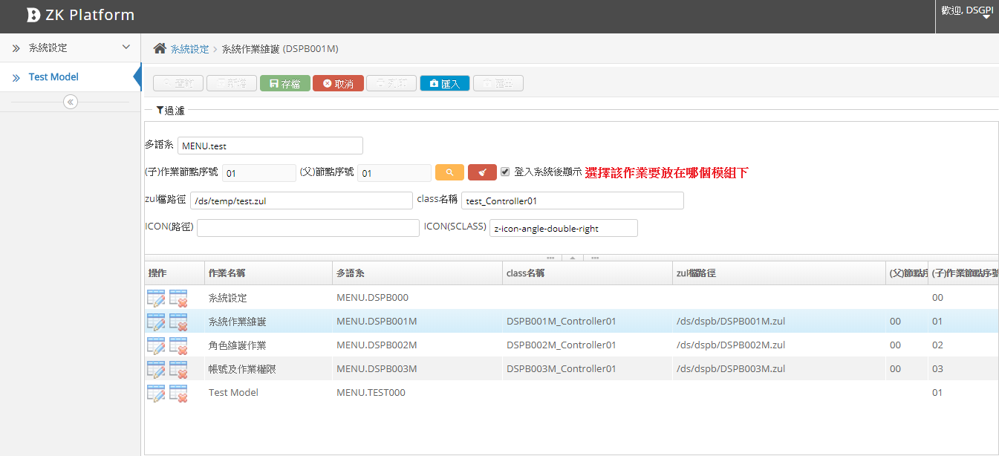 ZK Platform
歡迎, DSGPI
系統設定
Test Model
系統設定 > 系統作業維護 (DSPB001M)
查詢 新增 存檔 取消 列印 匯入 匯出
過濾
多語系 MENU.test
(子)作業節點序號 01 (父)節點序號 01 登入系統後顯示 選擇該作業要放在哪個模組下
zul檔路徑 /ds/temp/test.zul class名稱 test_Controller01
ICON(路徑) ICON(SCLASS) z-icon-angle-double-right
操作 作業名稱 多語系 class名稱 zul檔路徑 (父)節點序 (子)作業節點序號
系統設定 MENU.DSPB000 00
系統作業維護 MENU.DSPB001M DSPB001M_Controller01 /ds/dspb/DSPB001M.zul 00 01
角色維護作業 MENU.DSPB002M DSPB002M_Controller01 /ds/dspb/DSPB002M.zul 00 02
帳號及作業權限 MENU.DSPB003M DSPB003M_Controller01 /ds/dspb/DSPB003M.zul 00 03
Test Model MENU.TEST000 01